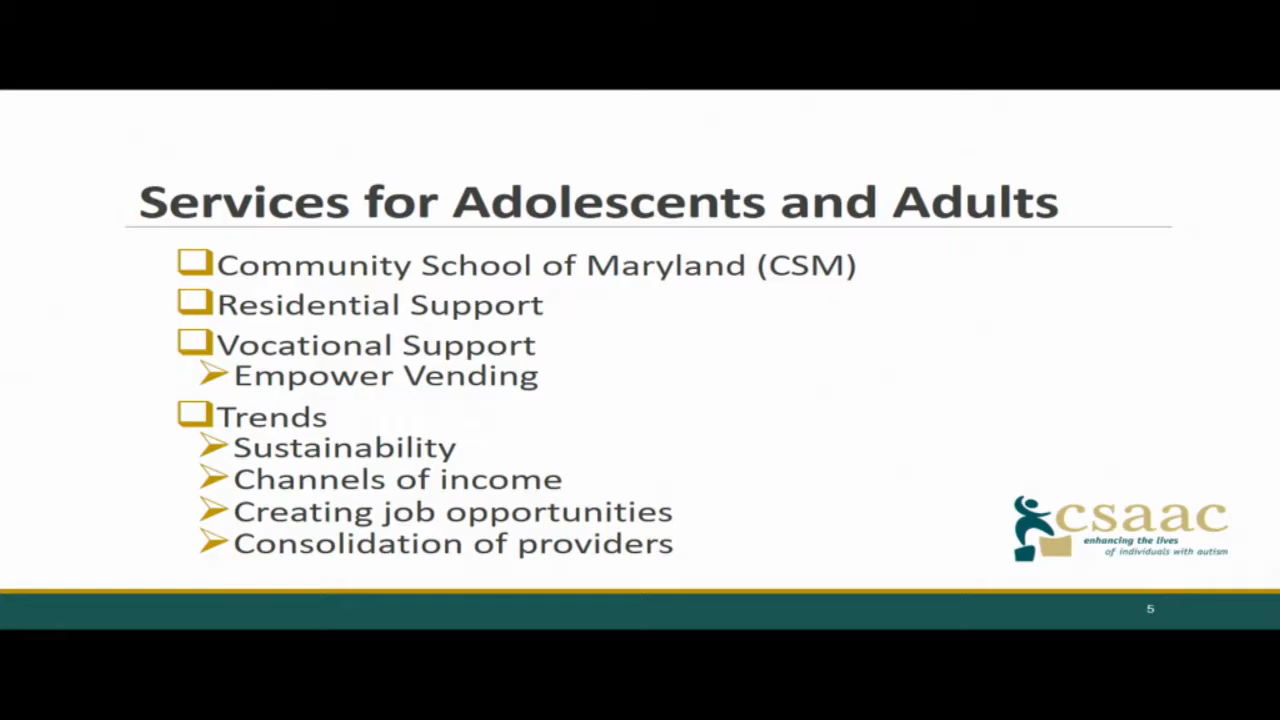 Services for Adolescents and Adults
Community School of Maryland (CSM)
Residential Support
Vocational Support
Empower Vending
Trends
Sustainability
Channels of income
Creating job opportunities
Consolidation of providers
csaac
enhancing the lives
of individuals with autism
5